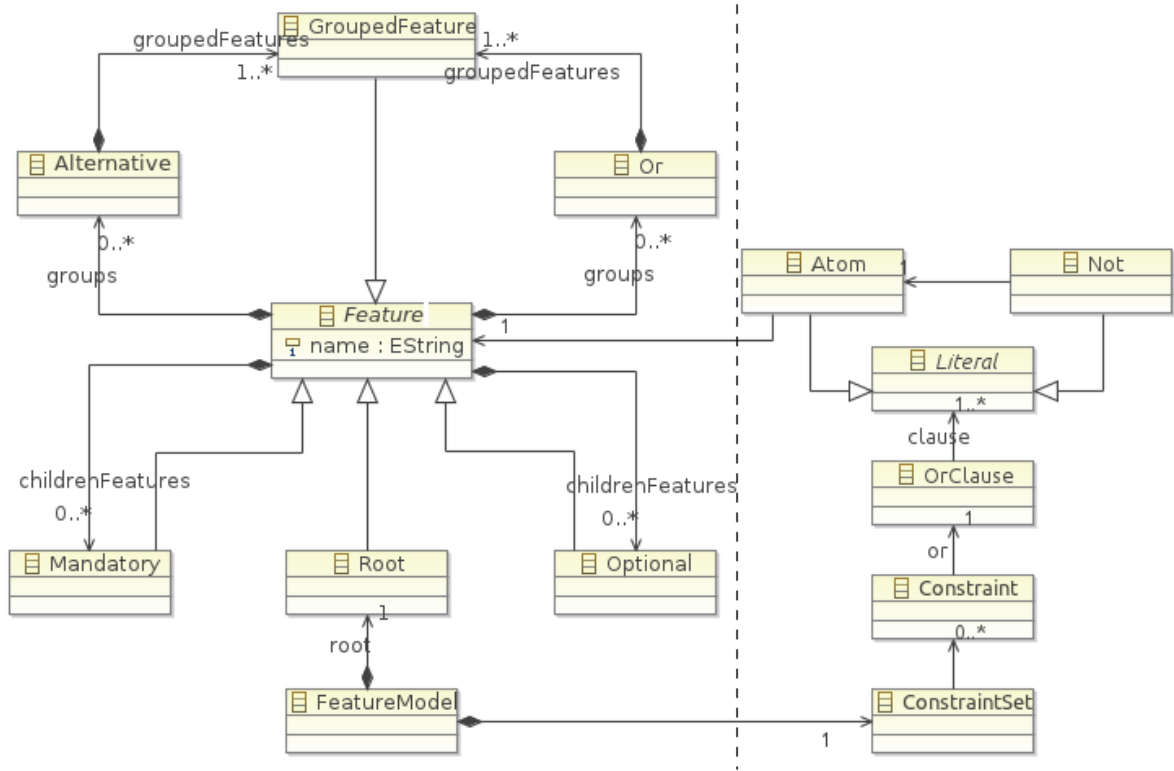 GroupedFeature
groupedFeatures
1..*
1..*
groupedFeatures
Alternative
Or
0..*
groups
0..*
groups
Atom
1
Not
Feature
name : EString
1
1
Literal
1..*
clause
OrClause
1
or
childrenFeatures
0..*
childrenFeatures
0..*
Mandatory
Root
1
Optional
Constraint
0..*
root
FeatureModel
1
ConstraintSet